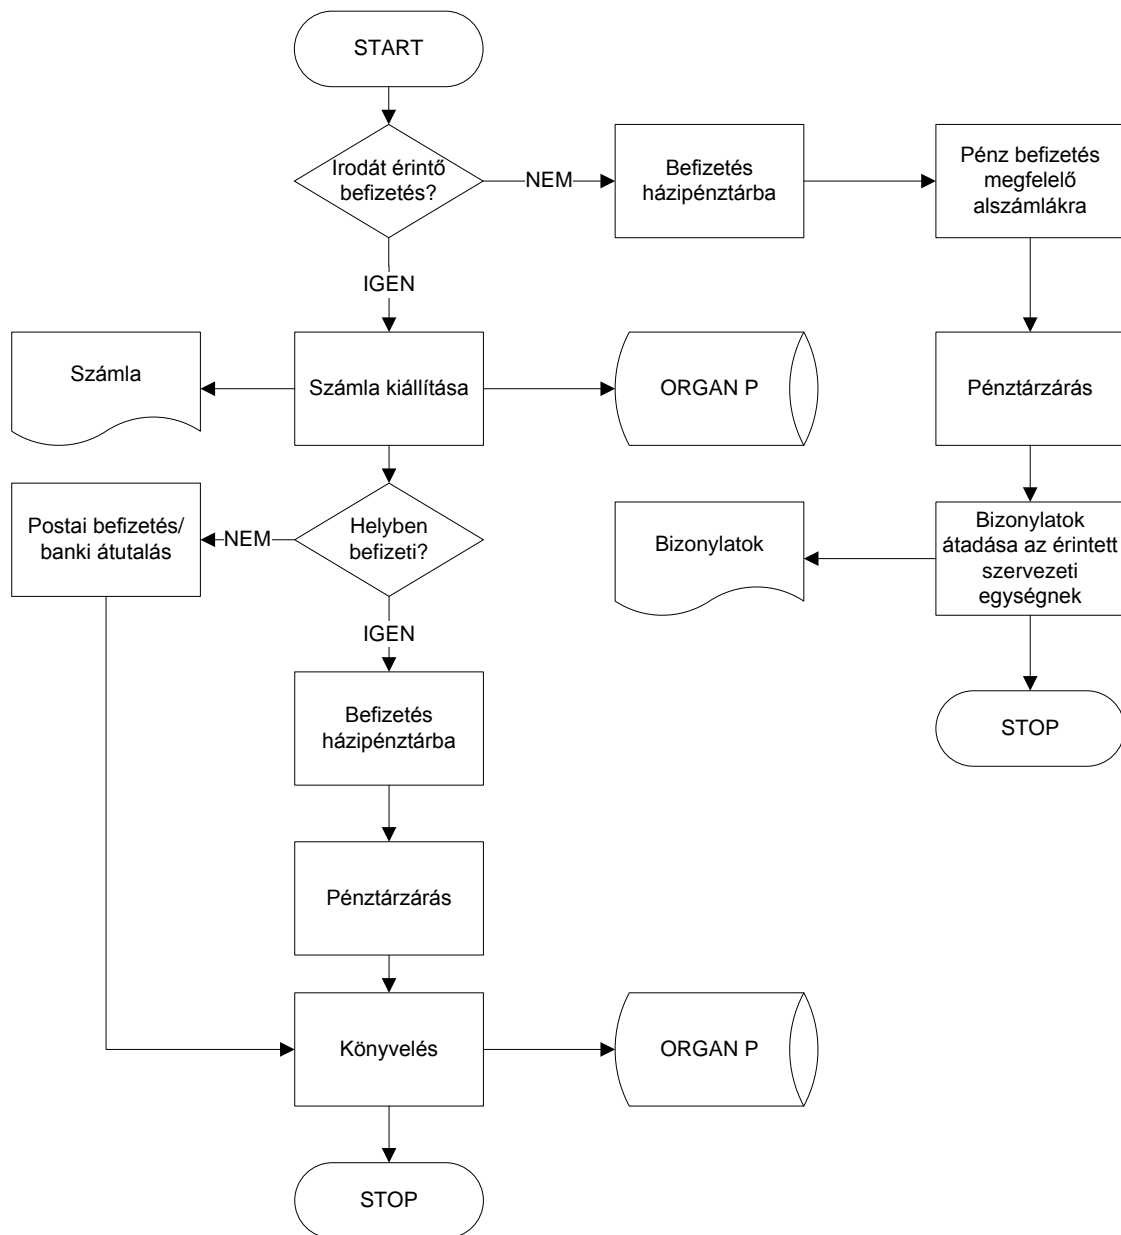 START
Irodát érintő
befizetés?
NEM
Befizetés
házipénztárba
Pénz befizetés
megfelelő
alszámlákra
IGEN
Számla
Számla kiállítása
ORGAN P
Pénztárzárás
Postai befizetés/
banki átutalás
NEM
Helyben
befizeti?
Bizonylatok
Bizonylatok
átadása az érintett
szervezeti
egységnek
IGEN
Befizetés
házipénztárba
STOP
Pénztárzárás
Könyvelés
ORGAN P
STOP